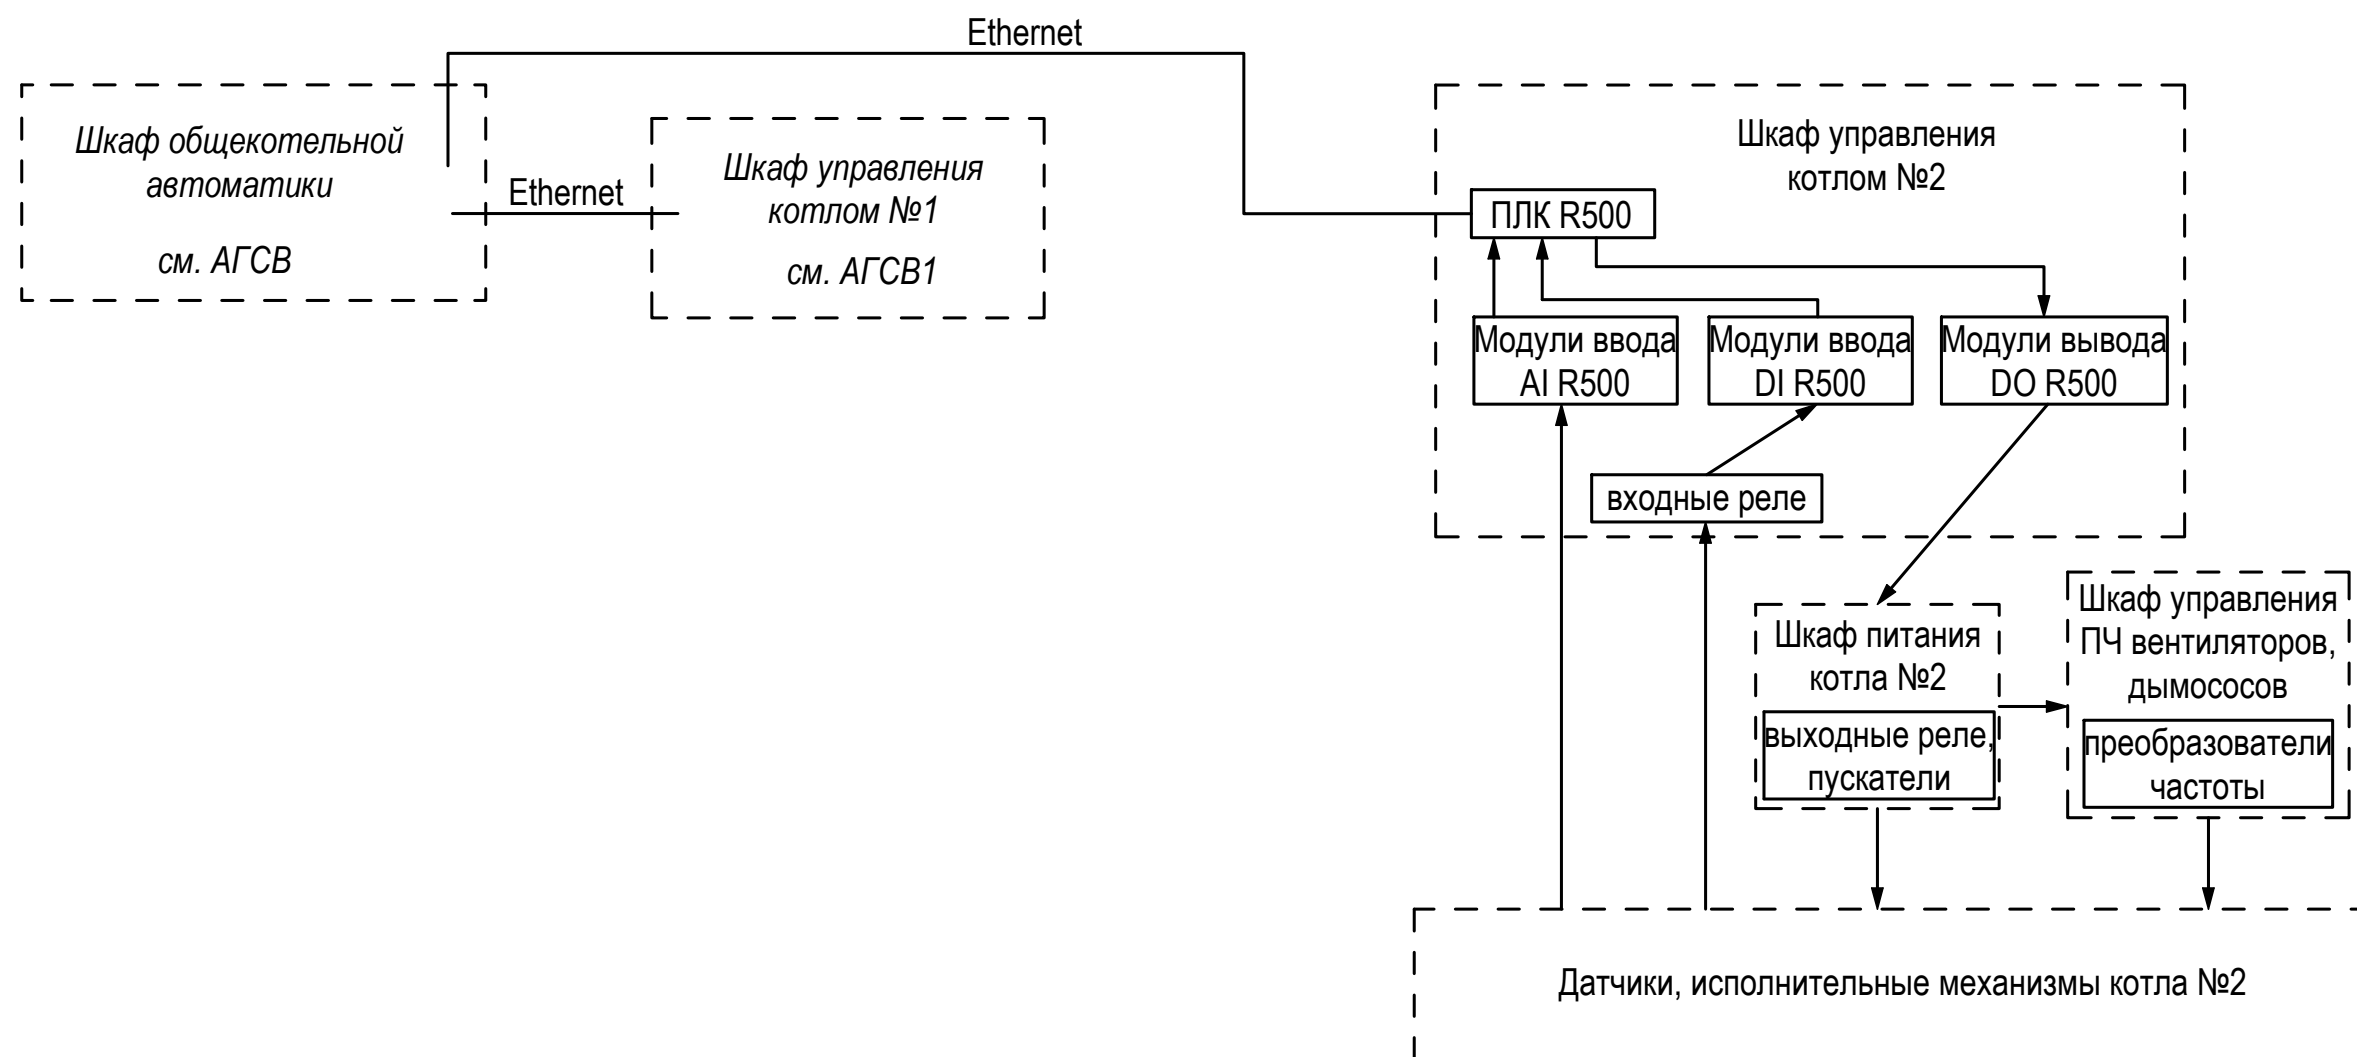 Ethernet
Шкаф общекотельной
автоматики
см. АГСВ
Ethernet
Шкаф управления
котлом №1
см. АГСВ1
Шкаф управления
котлом №2
ПЛК R500
Модули ввода
AI R500
Модули ввода
DI R500
Модули вывода
DO R500
входные реле
Шкаф питания
котла №2
выходные реле,
пускатели
Шкаф управления
ПЧ вентиляторов,
дымососов
преобразователи
частоты
Датчики, исполнительные механизмы котла №2